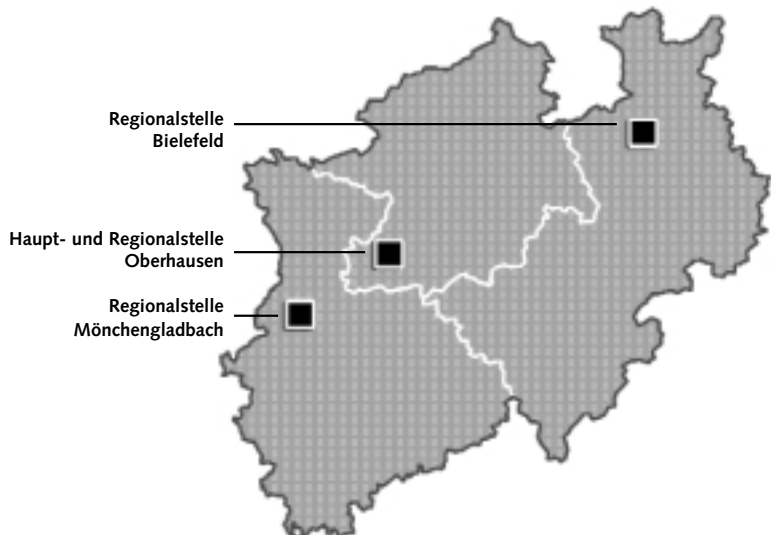 Regionalstelle
Bielefeld
Haupt- und Regionalstelle
Oberhausen
Regionalstelle
Mönchengladbach